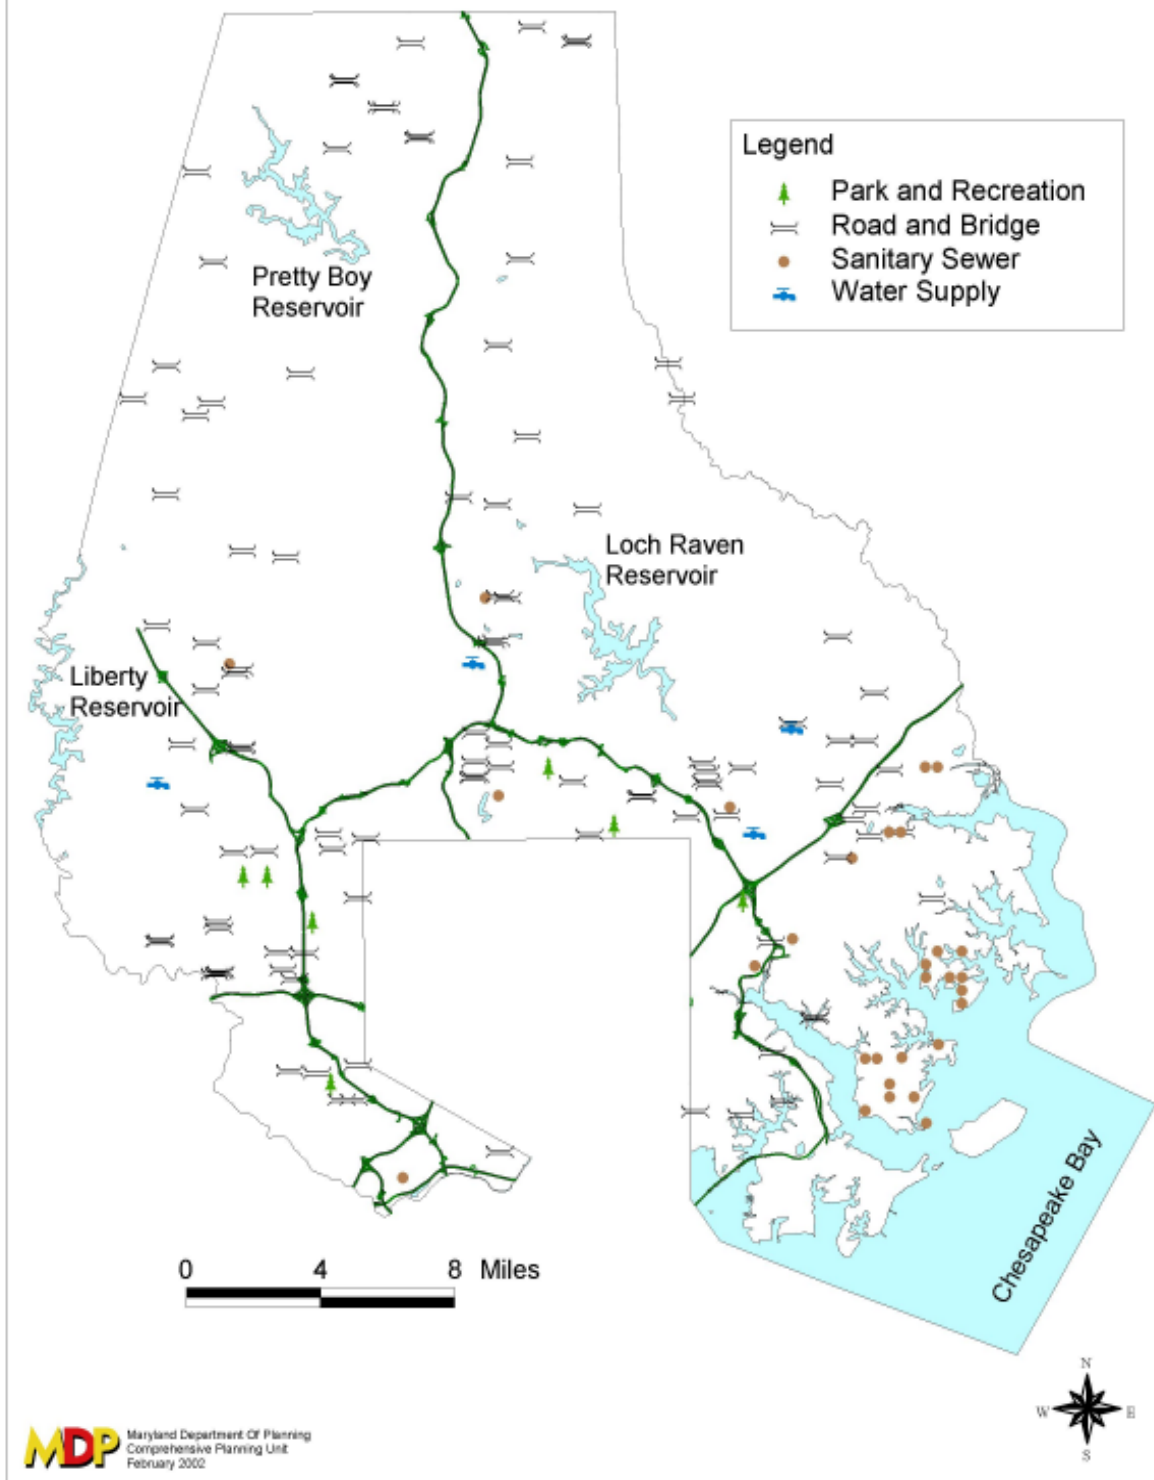 Legend
Park and Recreation
Road and Bridge
Sanitary Sewer
Water Supply
Pretty Boy
Reservoir
Loch Raven
Reservoir
Liberty
Reservoir
Chesapeake Bay
0 4 8 Miles
N
W E
S
MDP
Maryland Department Of Planning
Comprehensive Planning Unit
February 2002